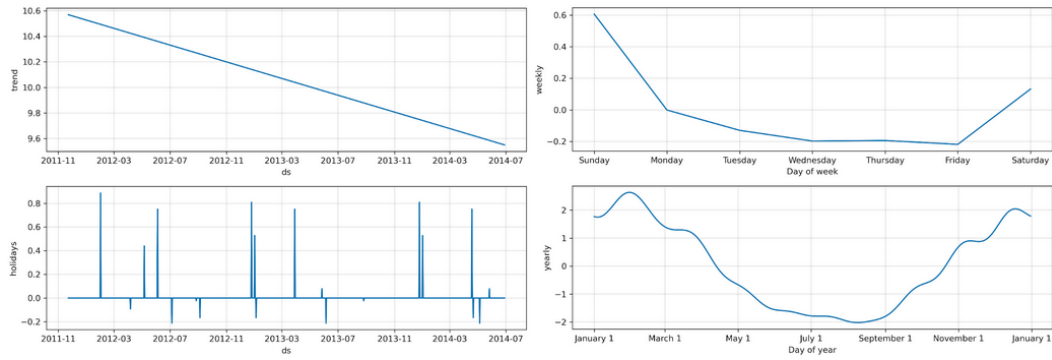 10.6
10.4
10.2
10.0
9.8
9.6
trend
2011-11 2012-03 2012-07 2012-11 2013-03 2013-07 2013-11 2014-03 2014-07
ds
0.6
0.4
0.2
0.0
−0.2
weekly
Sunday Monday Tuesday Wednesday Thursday Friday Saturday
Day of week
0.8
0.6
0.4
0.2
0.0
−0.2
holidays
2011-11 2012-03 2012-07 2012-11 2013-03 2013-07 2013-11 2014-03 2014-07
ds
2
1
0
−1
−2
yearly
January 1 March 1 May 1 July 1 September 1 November 1 January 1
Day of year